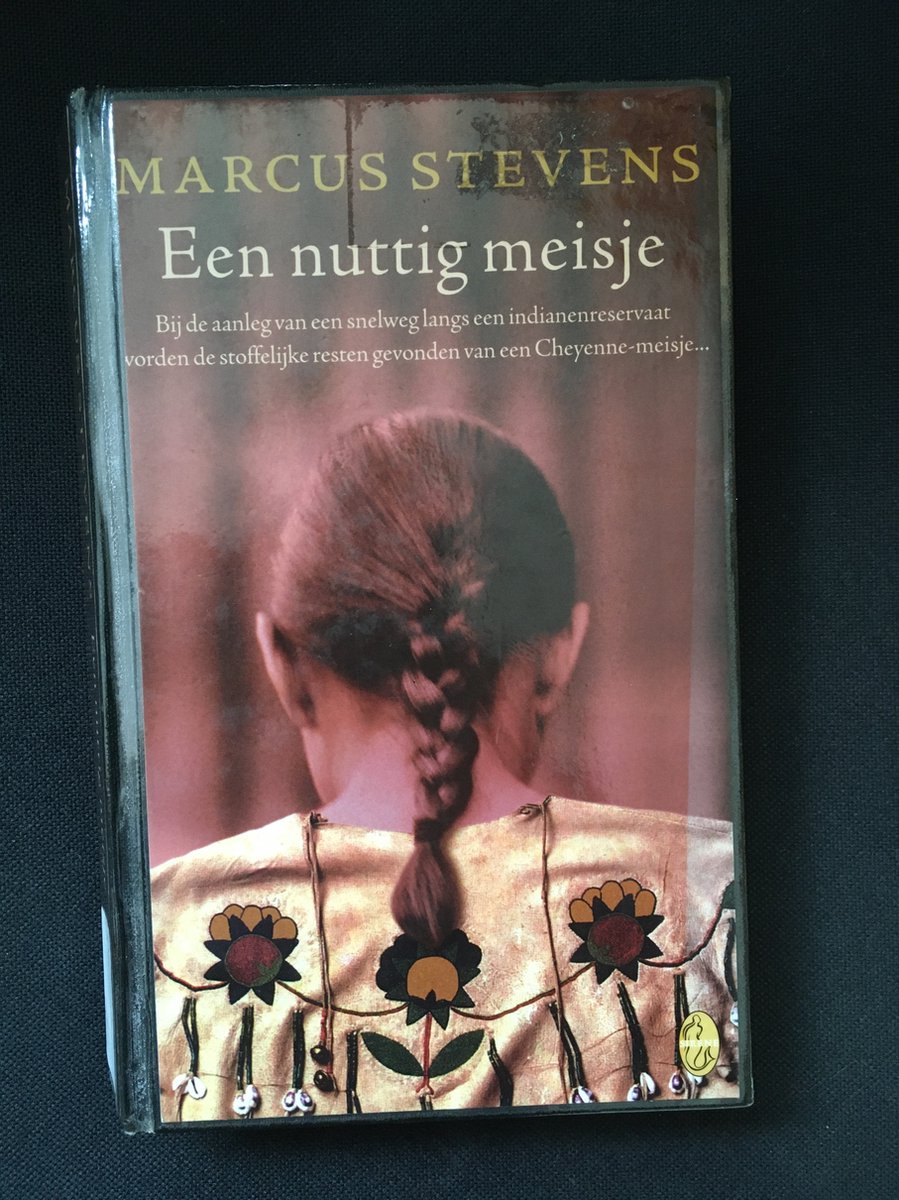 MARCUS STEVENS
Een nuttig meisje
Bij de aanleg van een snelweg langs een indianenreservaat
vorden de stoffelijke resten gevonden van een Cheyenne-meisje...